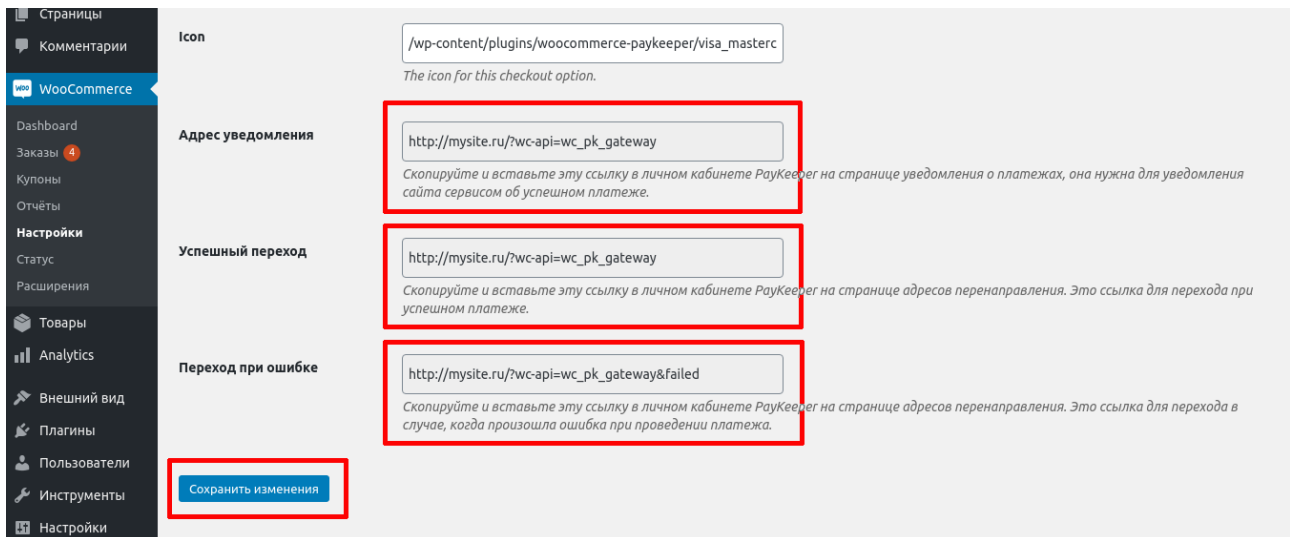 Страницы
Комментарии
WooCommerce
Dashboard
Заказы 4
Купоны
Отчёты
Настройки
Статус
Расширения
Товары
Analytics
Внешний вид
Плагины
Пользователи
Инструменты
Настройки
Icon
/wp-content/plugins/woocommerce-paykeeper/visa_masterc
The icon for this checkout option.
Адрес уведомления
http://mysite.ru/?wc-api=wc_pk_gateway
Скопируйте и вставьте эту ссылку в личном кабинете PayKeeper на странице уведомления о платежах, она нужна для уведомления
сайта сервисом об успешном платеже.
Успешный переход
http://mysite.ru/?wc-api=wc_pk_gateway
Скопируйте и вставьте эту ссылку в личном кабинете PayKeeper на странице адресов перенаправления. Это ссылка для перехода при
успешном платеже.
Переход при ошибке
http://mysite.ru/?wc-api=wc_pk_gateway&failed
Скопируйте и вставьте эту ссылку в личном кабинете PayKeeper на странице адресов перенаправления. Это ссылка для перехода в
случае, когда произошла ошибка при проведении платежа.
Сохранить изменения